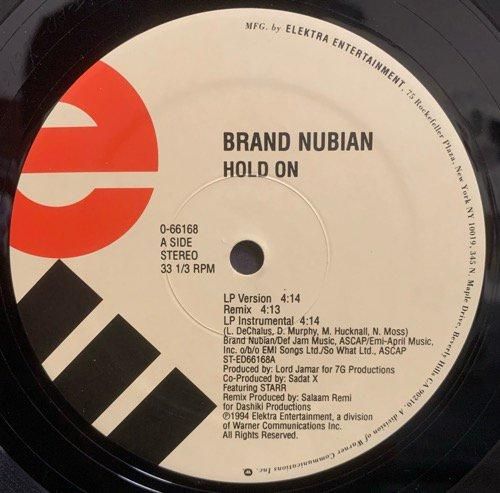 MFG. by ELEKTRA ENTERTAINMENT, 75 Rockefeller Plaza, New York NY 10019, 345 N. Maple Drive, Beverly Hills CA 90210. A division of Warner Communications Inc.
e
BRAND NUBIAN
HOLD ON
0-66168
A SIDE
STEREO
33 1/3 RPM
LP Version 4:14
Remix 4:13
LP Instrumental 4:14
(L. DeChalus, D. Murphy, M. Hucknall, N. Moss)
Brand Nubian/Def Jam Music, ASCAP/Emi-April Music,
Inc. o/b/o EMI Songs Ltd./So What Ltd., ASCAP
ST-ED66168A
Produced by: Lord Jamar for 7G Productions
Co-Produced by: Sadat X
Featuring STARR
Remix Produced by: Salaam Remi
for Dashiki Productions
℗1994 Elektra Entertainment, a division
of Warner Communications Inc.
All Rights Reserved.